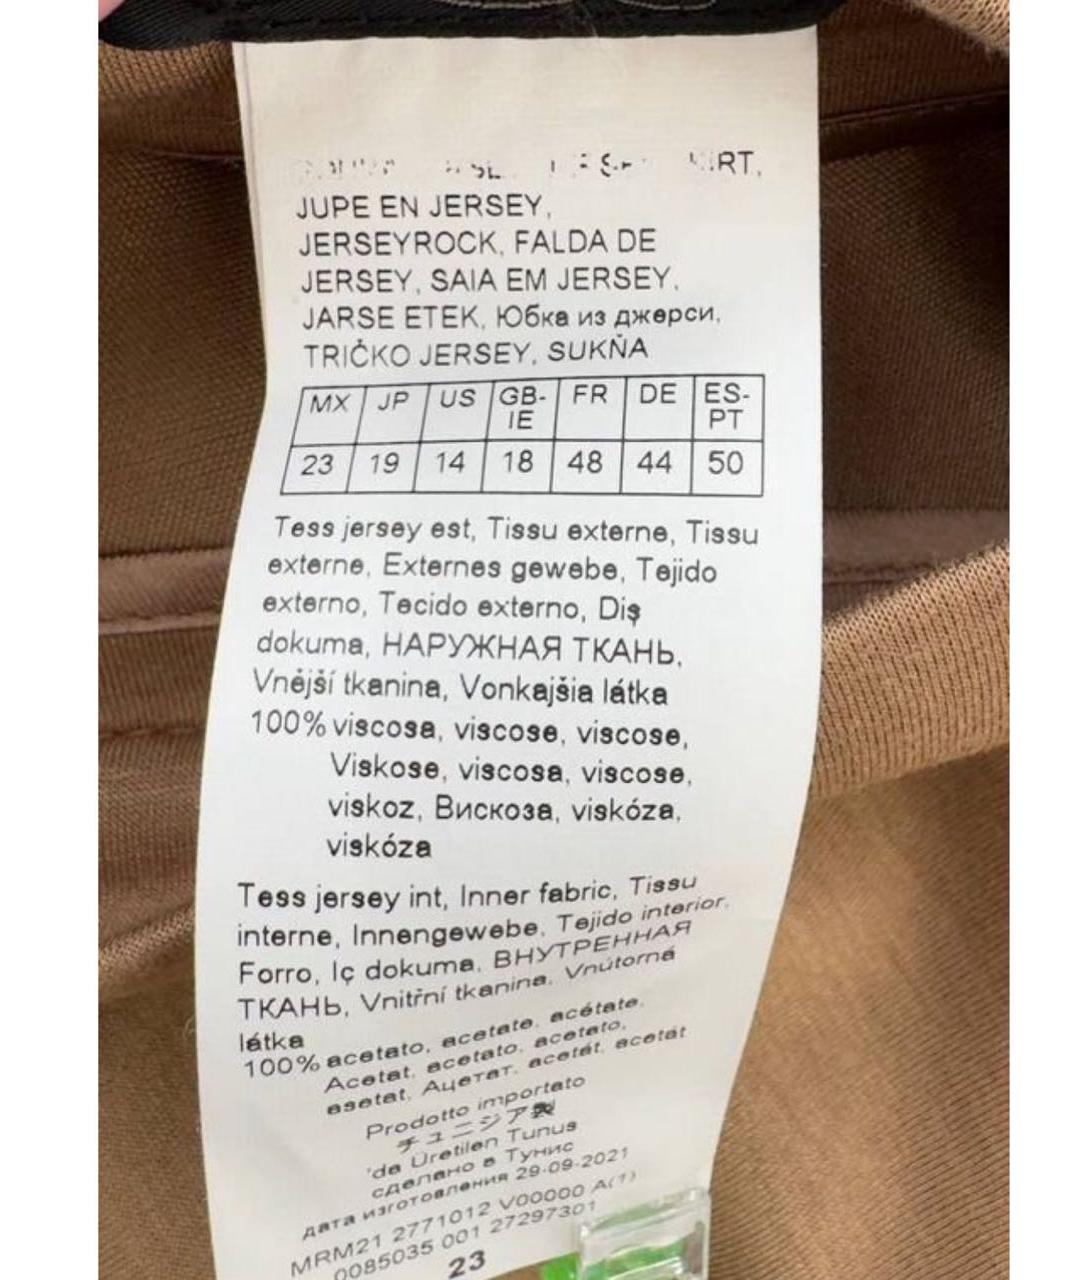 JUPE EN JERSEY,
JERSEYROCK, FALDA DE
JERSEY, SAIA EM JERSEY,
JARSE ETEK, Юбка из джерси,
TRIČKO JERSEY, SUKŇA
MX JP US GB-IE FR DE ES-PT
23 19 14 18 48 44 50
Tess jersey est, Tissu externe, Tissu
externe, Externes gewebe, Tejido
externo, Tecido externo, Diş
dokuma, НАРУЖНАЯ ТКАНЬ,
Vnější tkanina, Vonkajšia látka
100% viscosa, viscose, viscose,
Viskose, viscosa, viscose,
viskoz, Вискоза, viskóza,
viskóza
Tess jersey int, Inner fabric, Tissu
interne, Innengewebe, Tejido interior,
Forro, Iç dokuma, ВНУТРЕННАЯ
ТКАНЬ, Vnitřní tkanina, Vnútorná
látka
100% acetato, acetate, acétate,
Acetat, acetato, acetato,
asetat, Ацетат, acetát, acetát
Prodotto importato
チュニジア製
'de Üretilen Tunus
сделано в Тунис
дата изготовления 29-09-2021
MRM21 2771012 V00000 A(1)
0085035 001 27297301
23